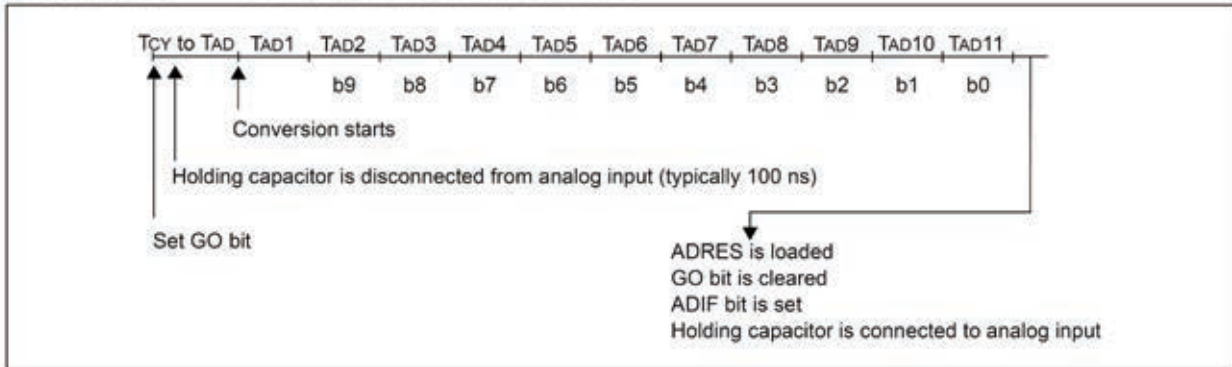 TCY to TAD TAD1 TAD2 TAD3 TAD4 TAD5 TAD6 TAD7 TAD8 TAD9 TAD10 TAD11
b9 b8 b7 b6 b5 b4 b3 b2 b1 b0
Conversion starts
Holding capacitor is disconnected from analog input (typically 100 ns)
Set GO bit
ADRES is loaded
GO bit is cleared
ADIF bit is set
Holding capacitor is connected to analog input